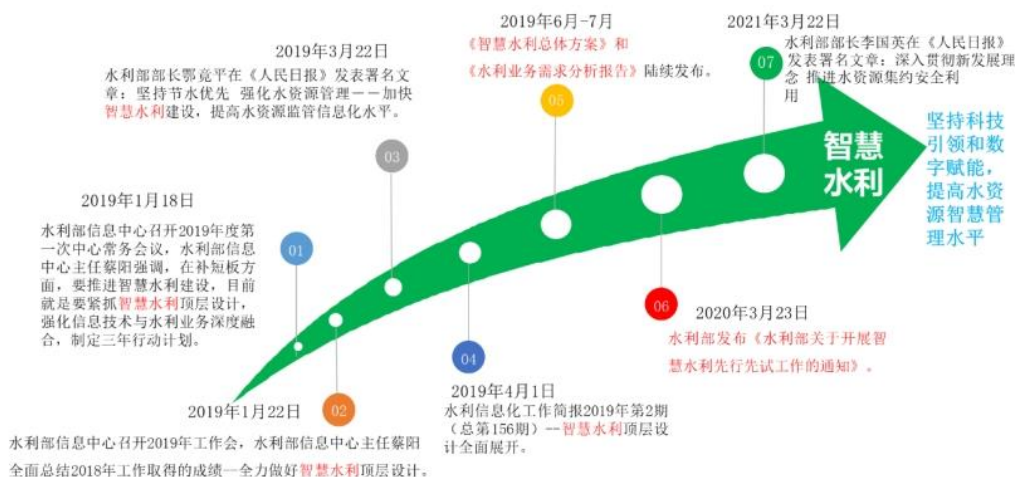 2019年1月18日
水利部信息中心召开2019年度第
一次中心常务会议，水利部信息
中心主任蔡阳强调，在补短板方
面，要推进智慧水利建设，目前
就是要紧抓智慧水利顶层设计，
强化信息技术与水利业务深度融
合，制定三年行动计划。
01
2019年1月22日
02
水利部信息中心召开2019年工作会，水利部信息中心主任蔡阳
全面总结2018年工作取得的成绩—全力做好智慧水利顶层设计。
2019年3月22日
水利部部长鄂竟平在《人民日报》发表署名文
章：坚持节水优先 强化水资源管理——加快
智慧水利建设，提高水资源监管信息化水平。
03
04
2019年4月1日
水利信息化工作简报2019年第2期
（总第156期）--智慧水利顶层设
计全面展开。
2019年6月-7月
《智慧水利总体方案》和
《水利业务需求分析报告》陆续发布。
05
06
2020年3月23日
水利部发布《水利部关于开展智
慧水利先行先试工作的通知》。
2021年3月22日
07
水利部部长李国英在《人民日报》
发表署名文章：深入贯彻新发展理
念 推进水资源集约安全利
用
智慧
水利
坚持科技
引领和数
字赋能，
提高水资
源智慧管
理水平